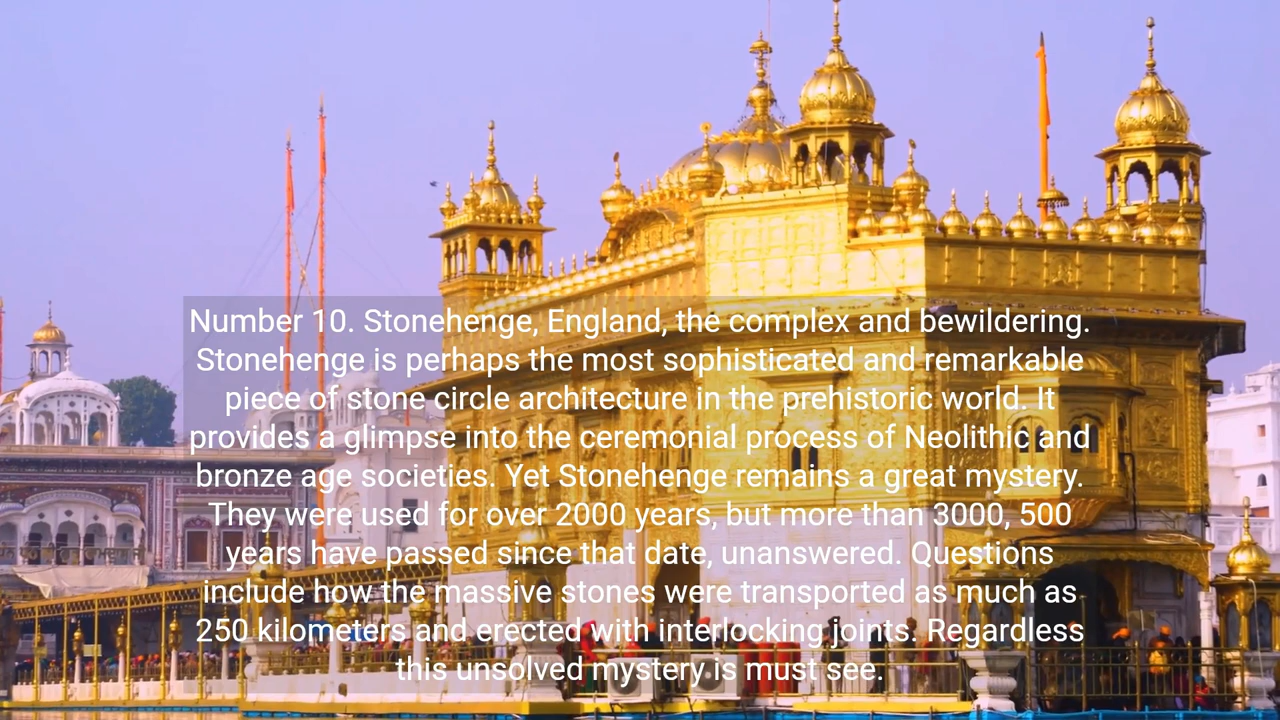 Number 10. Stonehenge, England, the complex and bewildering.
Stonehenge is perhaps the most sophisticated and remarkable
piece of stone circle architecture in the prehistoric world. It
provides a glimpse into the ceremonial process of Neolithic and
bronze age societies. Yet Stonehenge remains a great mystery.
They were used for over 2000 years, but more than 3000, 500
years have passed since that date, unanswered. Questions
include how the massive stones were transported as much as
250 kilometers and erected with interlocking joints. Regardless
this unsolved mystery is must see.